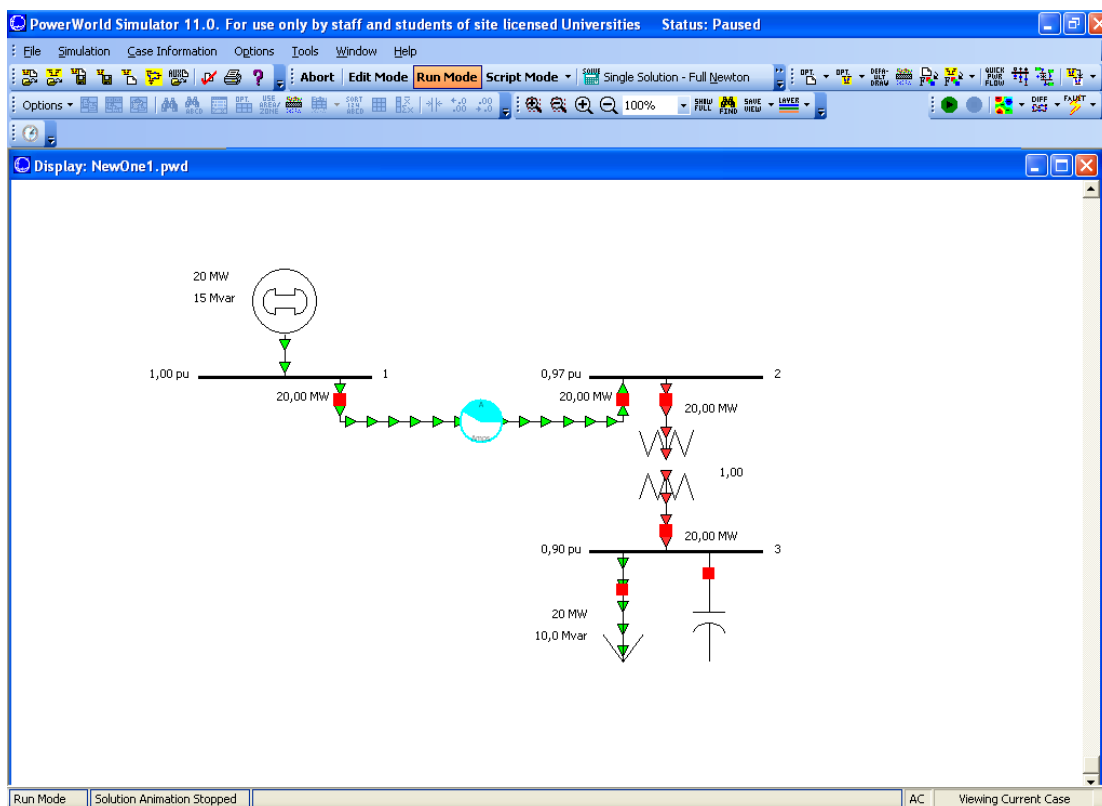 PowerWorld Simulator 11.0. For use only by staff and students of site licensed Universities Status: Paused
File Simulation Case Information Options Tools Window Help
Abort Edit Mode Run Mode Script Mode Single Solution - Full Newton
Options 100%
Display: NewOne1.pwd
20 MW
15 Mvar
1,00 pu 1 0,97 pu 2
20,00 MW 20,00 MW 20,00 MW
A
Amps
1,00
20,00 MW
0,90 pu 3
20 MW
10,0 Mvar
Run Mode Solution Animation Stopped AC Viewing Current Case